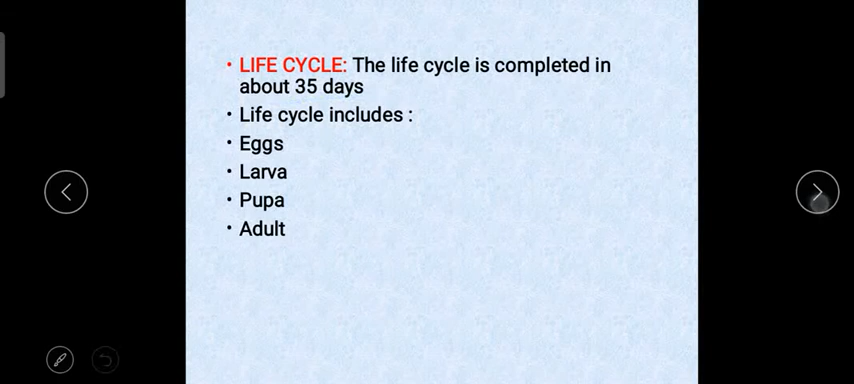 • LIFE CYCLE: The life cycle is completed in
about 35 days
• Life cycle includes :
• Eggs
• Larva
• Pupa
• Adult